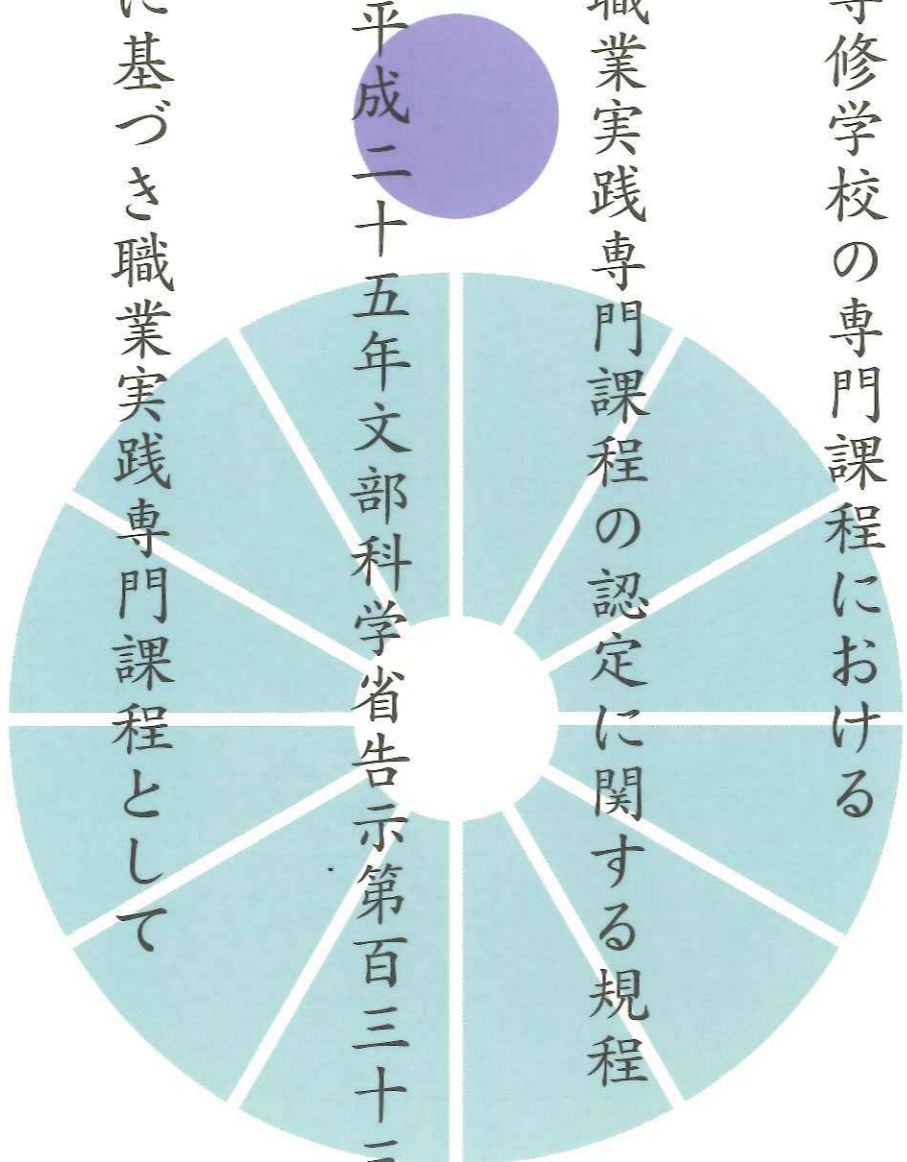 専修学校の専門課程における
職業実践専門課程の認定に関する規程
平成二十五年文部科学省告示第百三十三
に基づき職業実践専門課程として